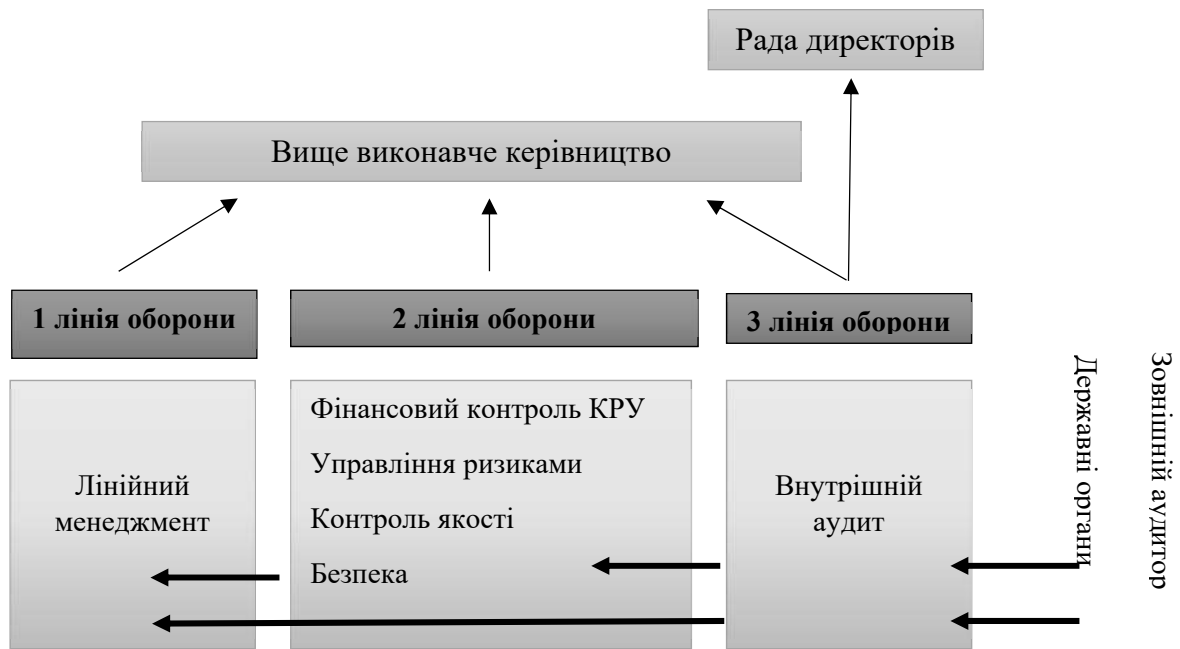 Рада директорів
Вище виконавче керівництво
1 лінія оборони
2 лінія оборони
3 лінія оборони
Лінійний
менеджмент
Фінансовий контроль КРУ
Управління ризиками
Контроль якості
Безпека
Внутрішній
аудит
Державні органи
Зовнішній аудитор